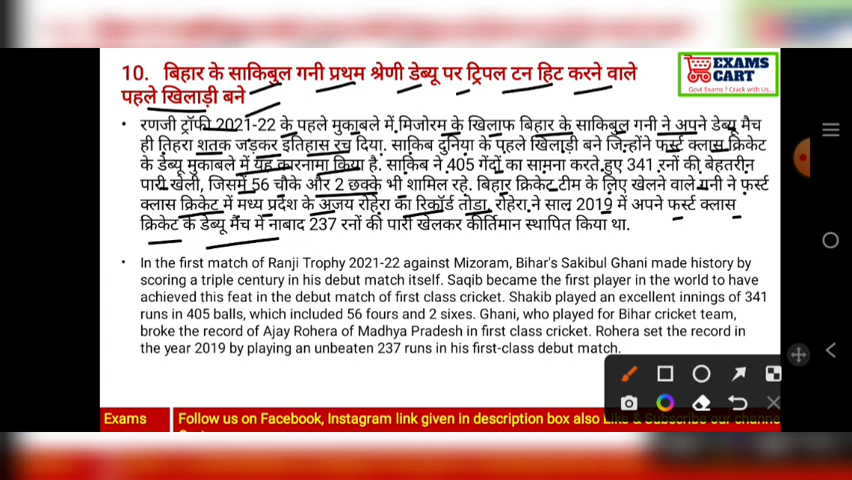 10. बिहार के साकिबुल गनी प्रथम श्रेणी डेब्यू पर ट्रिपल टन हिट करने वाले
पहले खिलाड़ी बने
EXAMS
CART
Govt Exams ? Crack with Us...
• रणजी ट्रॉफी 2021-22 के पहले मुकाबले में मिजोरम के खिलाफ बिहार के साकिबुल गनी ने अपने डेब्यू मैच
ही तिहरा शतक जड़कर इतिहास रच दिया. साकिब दुनिया के पहले खिलाड़ी बने जिन्होंने फर्स्ट क्लास क्रिकेट
के डेब्यू मुकाबले में यह कारनामा किया है. साकिब ने 405 गेंदों का सामना करते हुए 341 रनों की बेहतरीन
पारी खेली, जिसमें 56 चौके और 2 छक्के भी शामिल रहे. बिहार क्रिकेट टीम के लिए खेलने वाले गनी ने फर्स्ट
क्लास क्रिकेट में मध्य प्रदेश के अजय रोहेरा का रिकॉर्ड तोडा. रोहेरा ने साल 2019 में अपने फर्स्ट क्लास
क्रिकेट के डेब्यू मैच में नाबाद 237 रनों की पारी खेलकर कीर्तिमान स्थापित किया था.
• In the first match of Ranji Trophy 2021-22 against Mizoram, Bihar's Sakibul Ghani made history by
scoring a triple century in his debut match itself. Saqib became the first player in the world to have
achieved this feat in the debut match of first class cricket. Shakib played an excellent innings of 341
runs in 405 balls, which included 56 fours and 2 sixes. Ghani, who played for Bihar cricket team,
broke the record of Ajay Rohera of Madhya Pradesh in first class cricket. Rohera set the record in
the year 2019 by playing an unbeaten 237 runs in his first-class debut match.
Exams
Follow us on Facebook, Instagram link given in description box also Like & Subscribe our channe